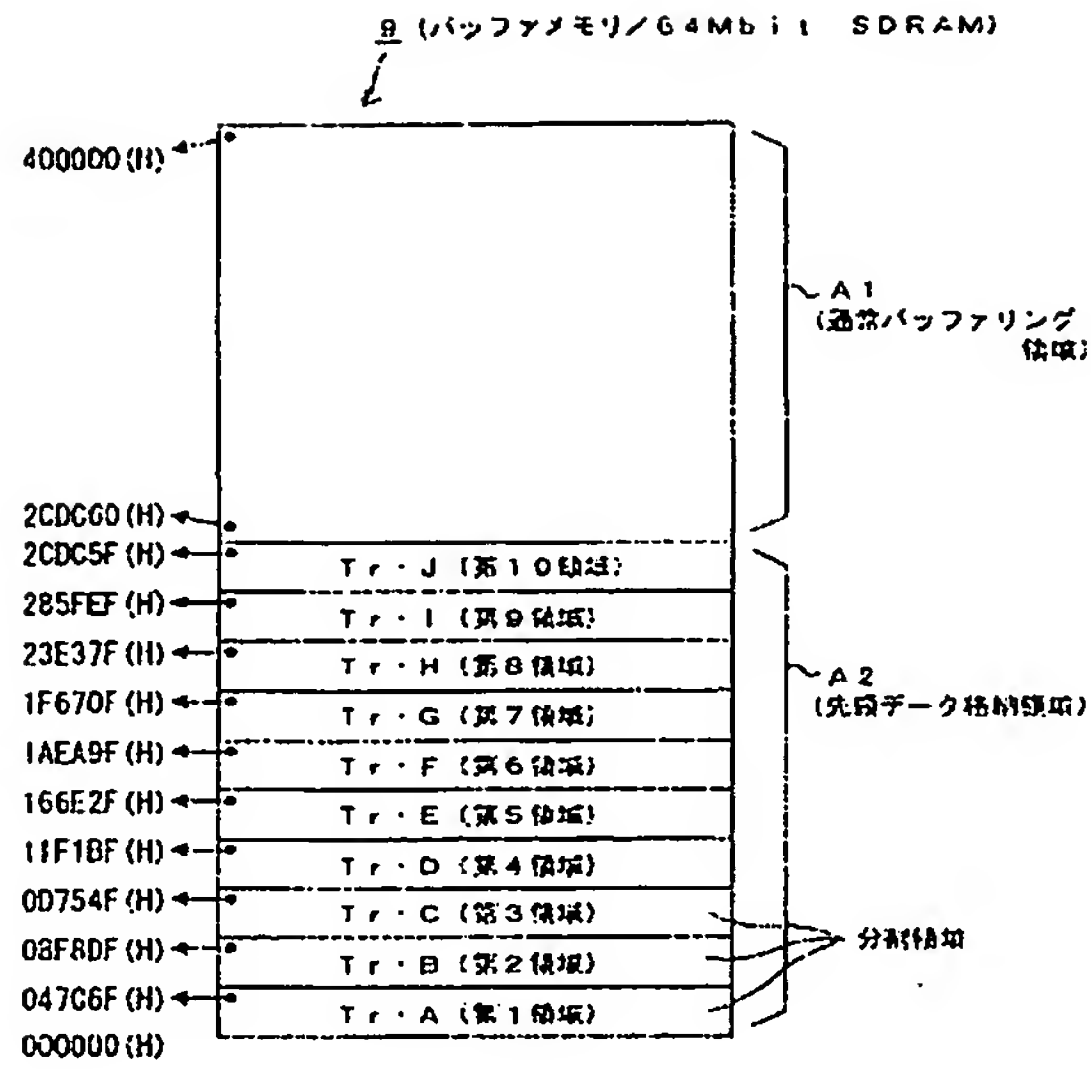 9 (バッファメモリ/64Mbit SDRAM)
400000(H)
A1
(通常バッファリング
領域)
2CDC60(H)
2CDC5F(H)
Tr・J (第10領域)
285FEF(H)
Tr・I (第9領域)
23E37F(H)
Tr・H (第8領域)
A2
(先頭データ格納領域)
1F670F(H)
Tr・G (第7領域)
1AEA9F(H)
Tr・F (第6領域)
166E2F(H)
Tr・E (第5領域)
11F1BF(H)
Tr・D (第4領域)
0D754F(H)
Tr・C (第3領域)
分割領域
08F8DF(H)
Tr・B (第2領域)
047C6F(H)
Tr・A (第1領域)
000000(H)